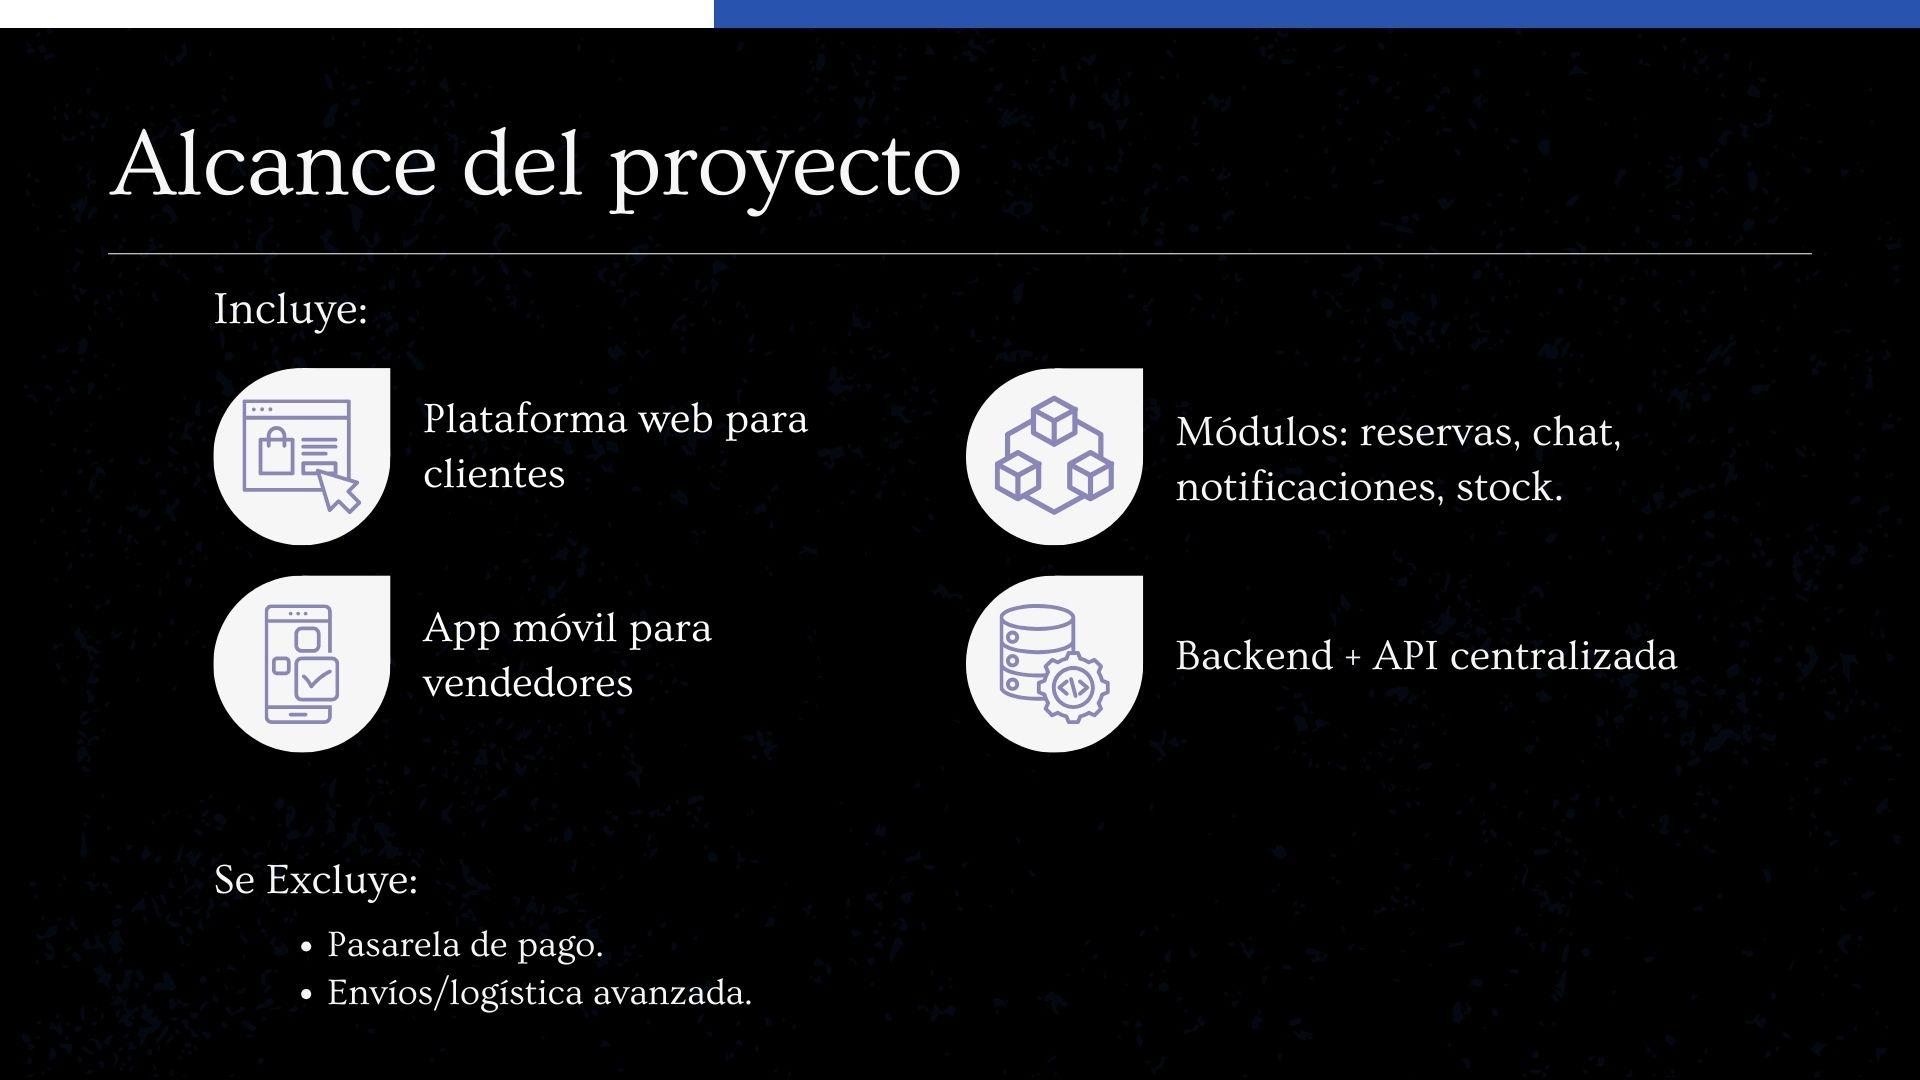 Alcance del proyecto
Incluye:
Plataforma web para
clientes
Módulos: reservas, chat,
notificaciones, stock.
App móvil para
vendedores
Backend + API centralizada
Se Excluye:
• Pasarela de pago.
• Envíos/logística avanzada.